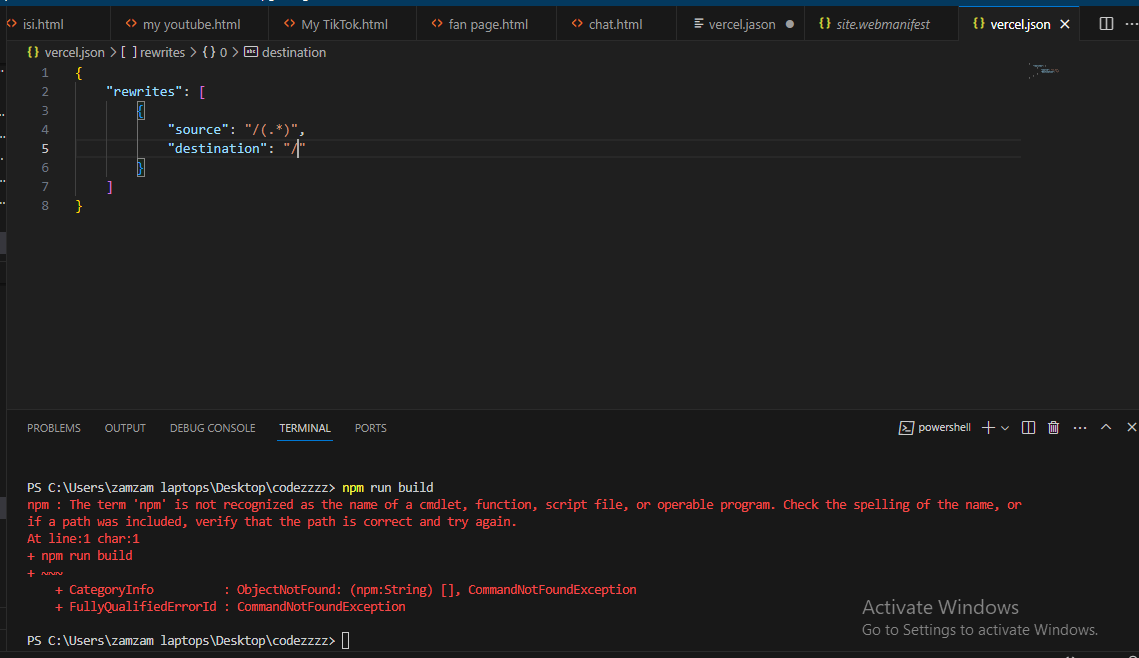 isi.html my youtube.html My TikTok.html fan page.html chat.html vercel.jason site.webmanifest vercel.json
{} vercel.json > [ ] rewrites > {} 0 > abc destination
1 {
2 "rewrites": [
3 {
4 "source": "/(.*)",
5 "destination": "/"
6 }
7 ]
8 }
PROBLEMS OUTPUT DEBUG CONSOLE TERMINAL PORTS powershell
PS C:\Users\zamzam laptops\Desktop\codezzzz> npm run build
npm : The term 'npm' is not recognized as the name of a cmdlet, function, script file, or operable program. Check the spelling of the name, or
if a path was included, verify that the path is correct and try again.
At line:1 char:1
+ npm run build
+ ~~~
+ CategoryInfo : ObjectNotFound: (npm:String) [], CommandNotFoundException
+ FullyQualifiedErrorId : CommandNotFoundException
PS C:\Users\zamzam laptops\Desktop\codezzzz>
Activate Windows
Go to Settings to activate Windows.